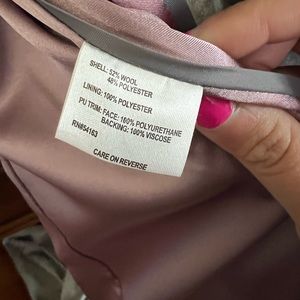 SHELL: 52% WOOL
48% POLYESTER
LINING: 100% POLYESTER
PU TRIM: FACE: 100% POLYURETHANE
BACKING: 100% VISCOSE
RN#54163
CARE ON REVERSE